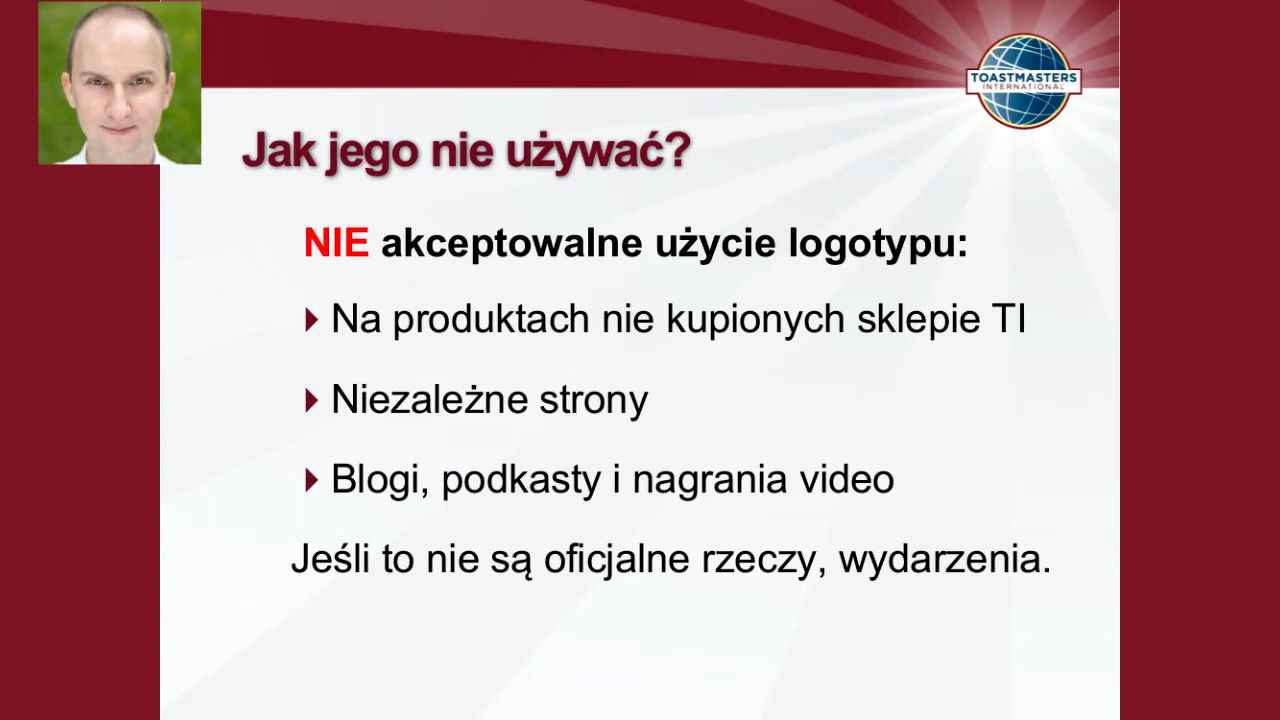 TOASTMASTERS
INTERNATIONAL
Jak jego nie używać?
NIE akceptowalne użycie logotypu:
Na produktach nie kupionych sklepie TI
Niezależne strony
Blogi, podkasty i nagrania video
Jeśli to nie są oficjalne rzeczy, wydarzenia.